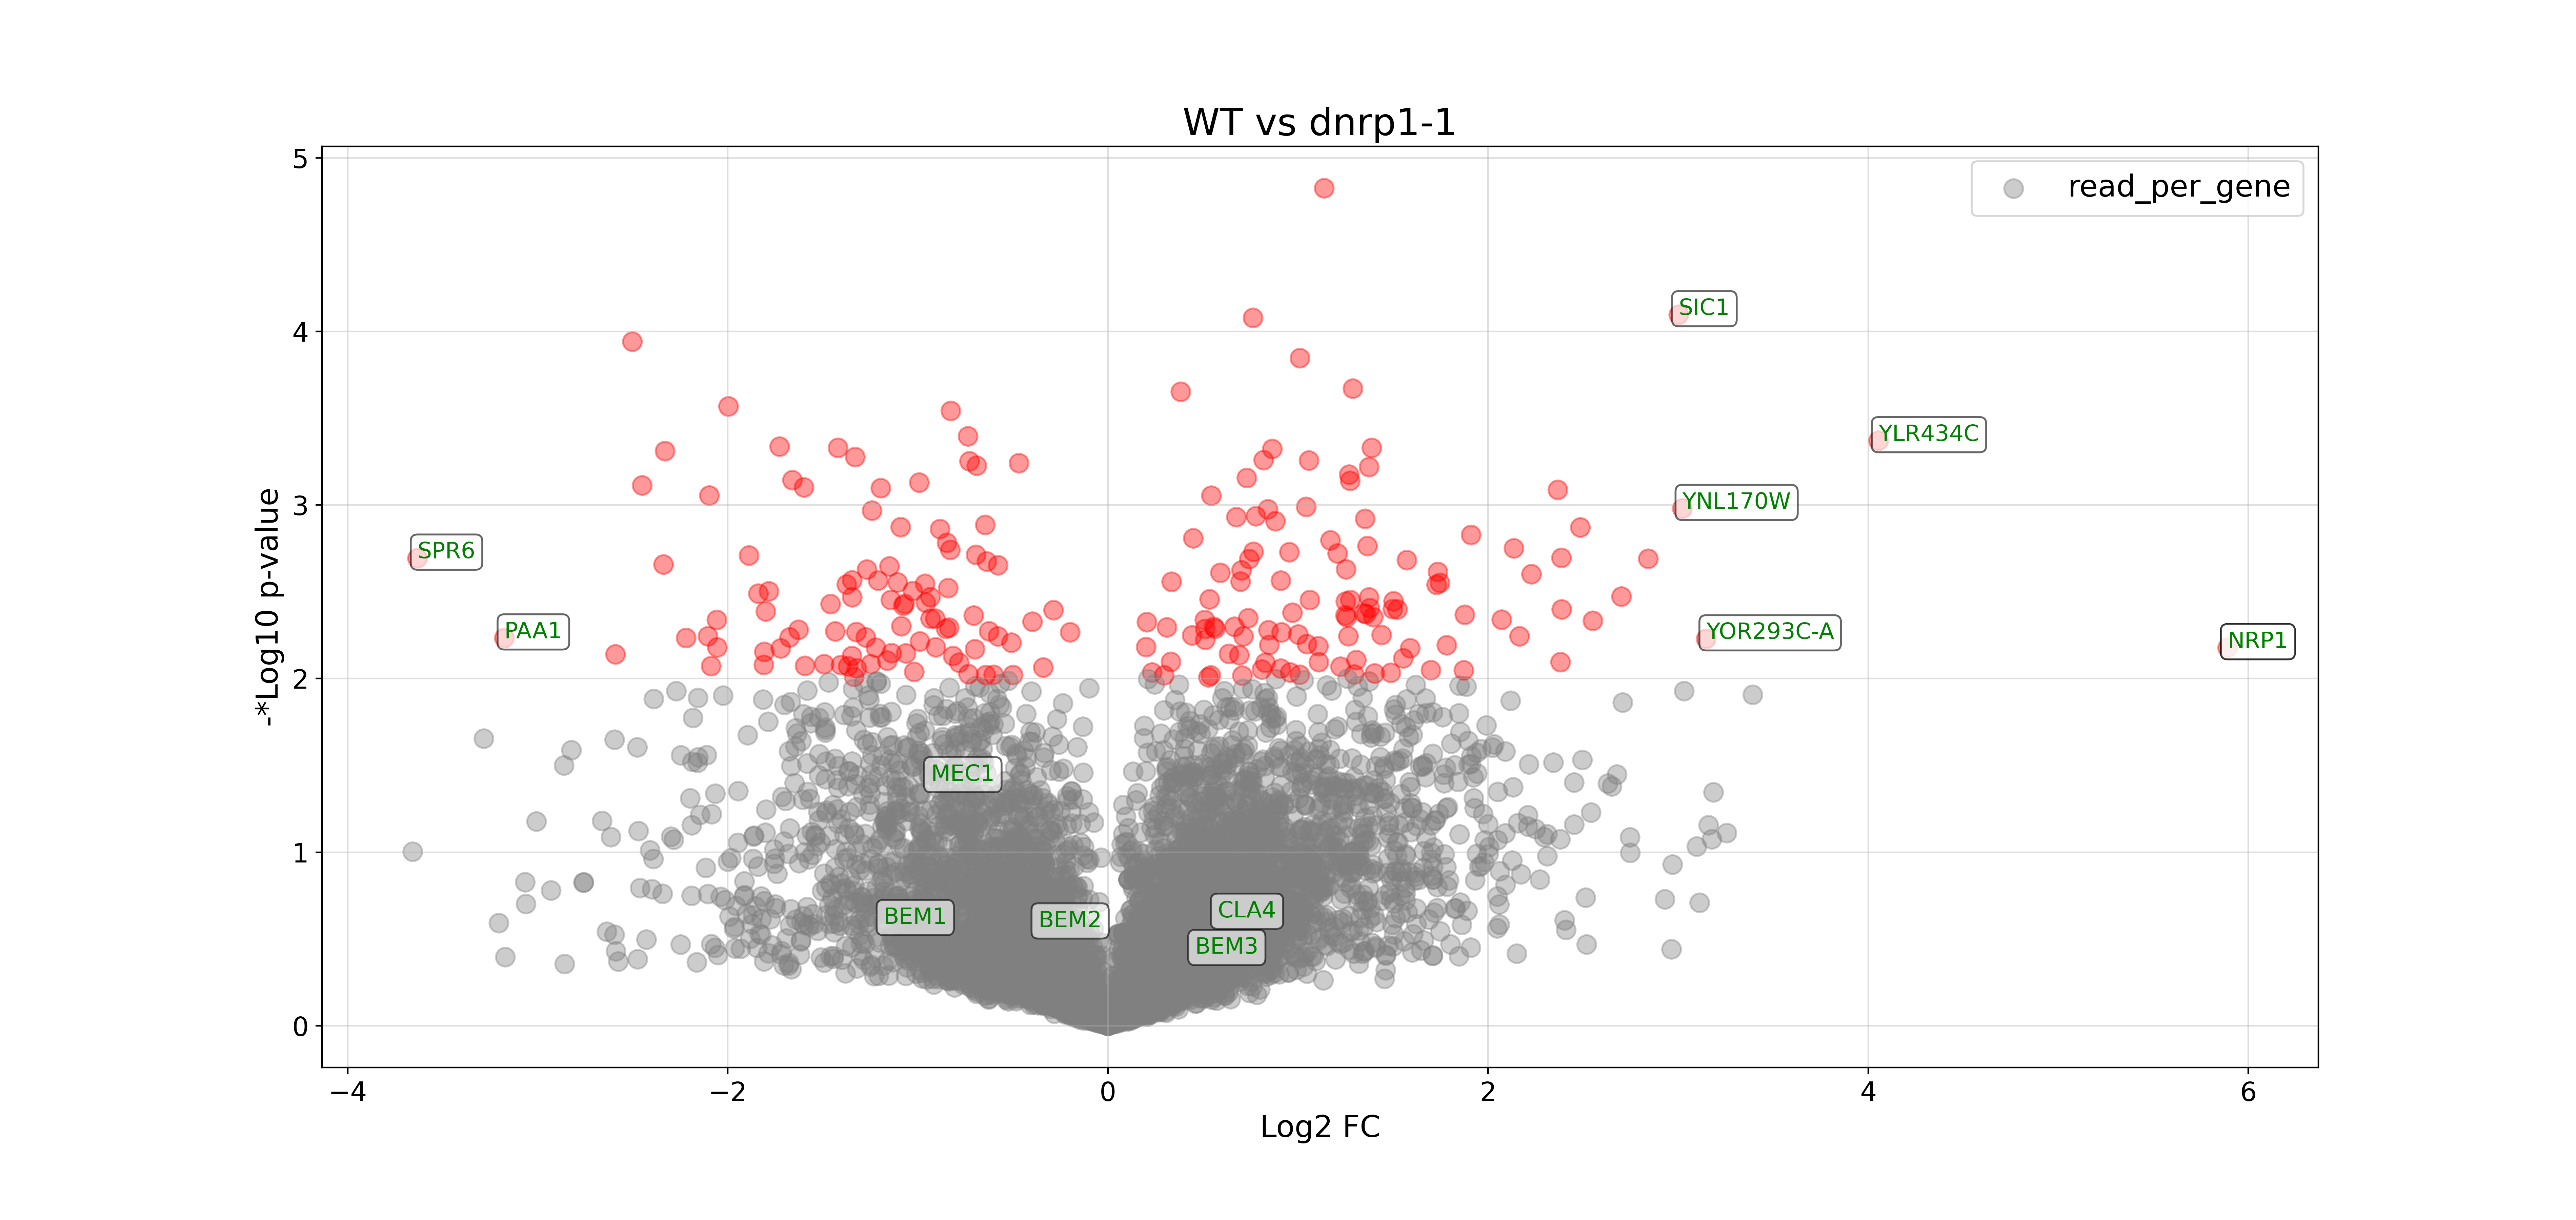 WT vs dnrp1-1
read_per_gene
-*Log10 p-value
5
4
3
2
1
0
SIC1
YLR434C
YNL170W
SPR6
PAA1
YOR293C-A
NRP1
MEC1
BEM1
BEM2
CLA4
BEM3
−4
−2
0
2
4
6
Log2 FC